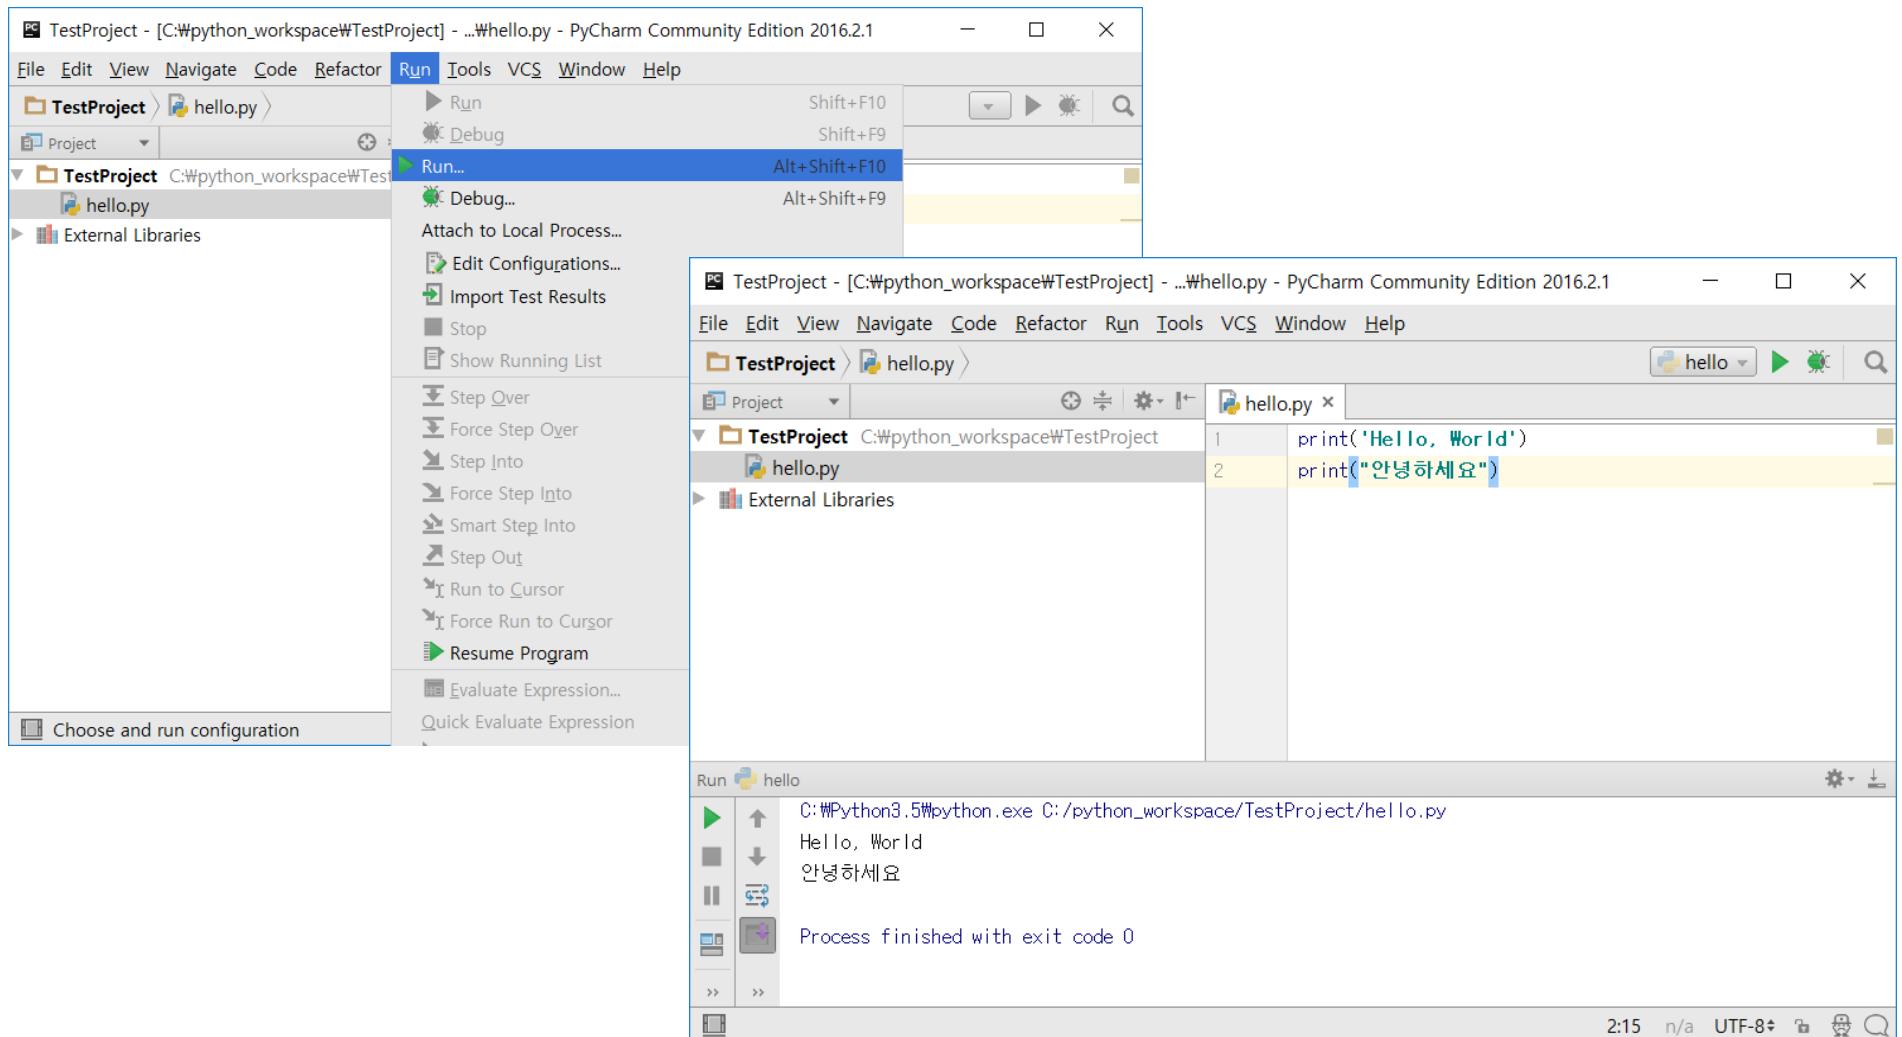 TestProject - [C:₩python_workspace₩TestProject] - ...₩hello.py - PyCharm Community Edition 2016.2.1
File Edit View Navigate Code Refactor Run Tools VCS Window Help
TestProject hello.py
Project
TestProject C:₩python_workspace₩Test
hello.py
External Libraries
Run Shift+F10
Debug Shift+F9
Run... Alt+Shift+F10
Debug... Alt+Shift+F9
Attach to Local Process...
Edit Configurations...
Import Test Results
Stop
Show Running List
Step Over
Force Step Over
Step Into
Force Step Into
Smart Step Into
Step Out
Run to Cursor
Force Run to Cursor
Resume Program
Evaluate Expression...
Quick Evaluate Expression
Choose and run configuration
TestProject - [C:₩python_workspace₩TestProject] - ...₩hello.py - PyCharm Community Edition 2016.2.1
File Edit View Navigate Code Refactor Run Tools VCS Window Help
TestProject hello.py hello
Project hello.py
TestProject C:₩python_workspace₩TestProject
hello.py
External Libraries
1 print('Hello, World')
2 print("안녕하세요")
Run hello
C:₩Python3.5₩python.exe C:/python_workspace/TestProject/hello.py
Hello, World
안녕하세요
Process finished with exit code 0
2:15 n/a UTF-8